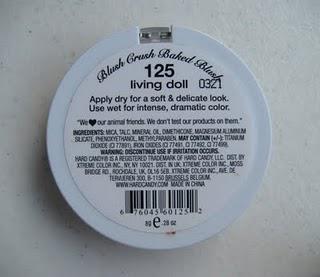 Blush Crush Baked Blush
125
living doll 0321
Apply dry for a soft & delicate look.
Use wet for intense, dramatic color.
"We ♥ our animal friends. We don't test our products on them."
INGREDIENTS: MICA, TALC, MINERAL OIL, DIMETHICONE, MAGNESIUM ALUMINUM
SILICATE, PHENOXYETHANOL, METHYLPARABEN. MAY CONTAIN (+/-): TITANIUM
DIOXIDE (CI 77891), IRON OXIDES (CI 77491, CI 77492, CI 77499).
WARNING: DISCONTINUE USE IF IRRITATION OCCURS.
HARD CANDY® IS A REGISTERED TRADEMARK OF HARD CANDY, LLC. DIST. BY
XTREME COLOR INC., NY, NY 10021. DIST. IN UK: XTREME COLOR INC., MOSS
BRIDGE RD., ROCHDALE, UK, OL16 5EB. XTREME COLOR INC., AVE. DE
TERVUEREN 300, B-1150 BRUSSELS BELGIUM.
WWW.HARDCANDY.COM MADE IN CHINA
6 76045 60125 2
8g ℮ .28 oz